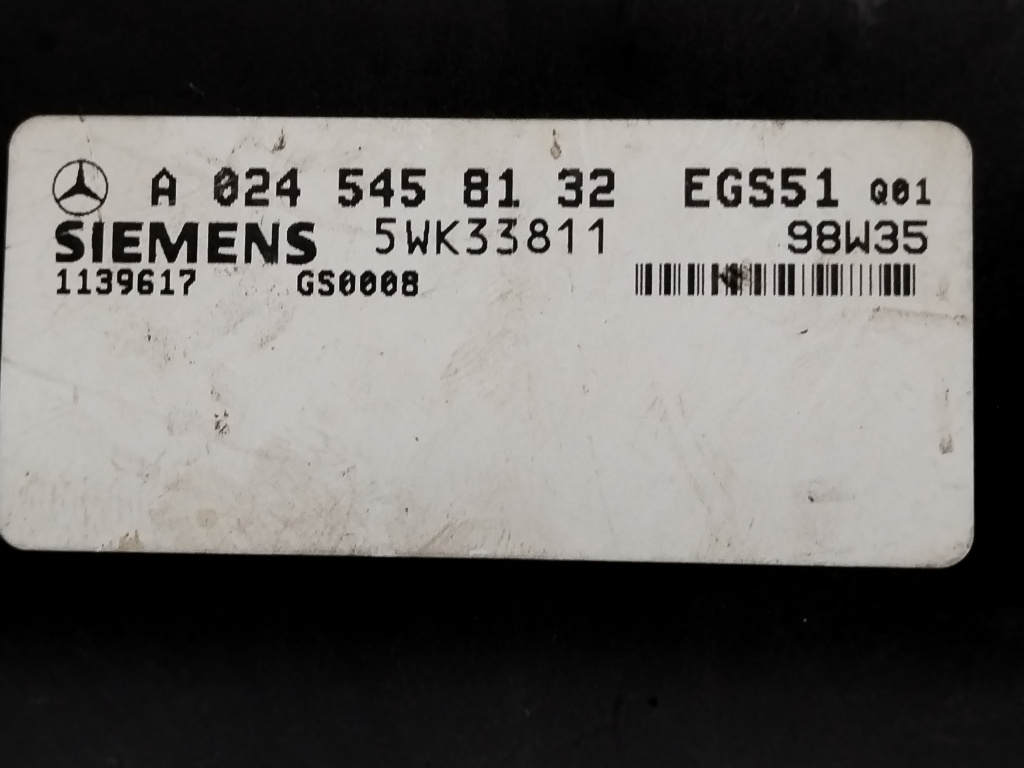 A 024 545 81 32 EGS51 Q01
SIEMENS 5WK33811 98W35
1139617 GS0008